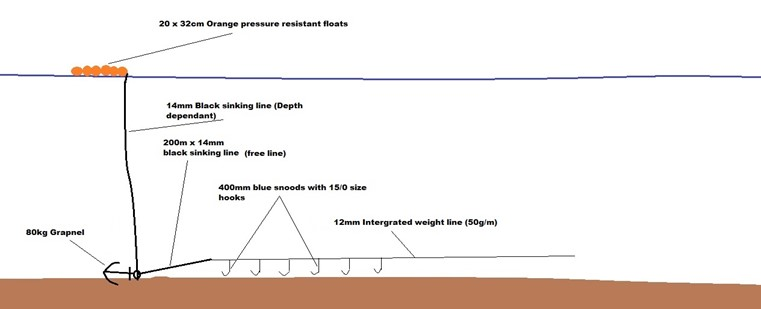 20 x 32cm Orange pressure resistant floats
14mm Black sinking line (Depth
dependant)
200m x 14mm
black sinking line (free line)
400mm blue snoods with 15/0 size
hooks
12mm Intergrated weight line (50g/m)
80kg Grapnel